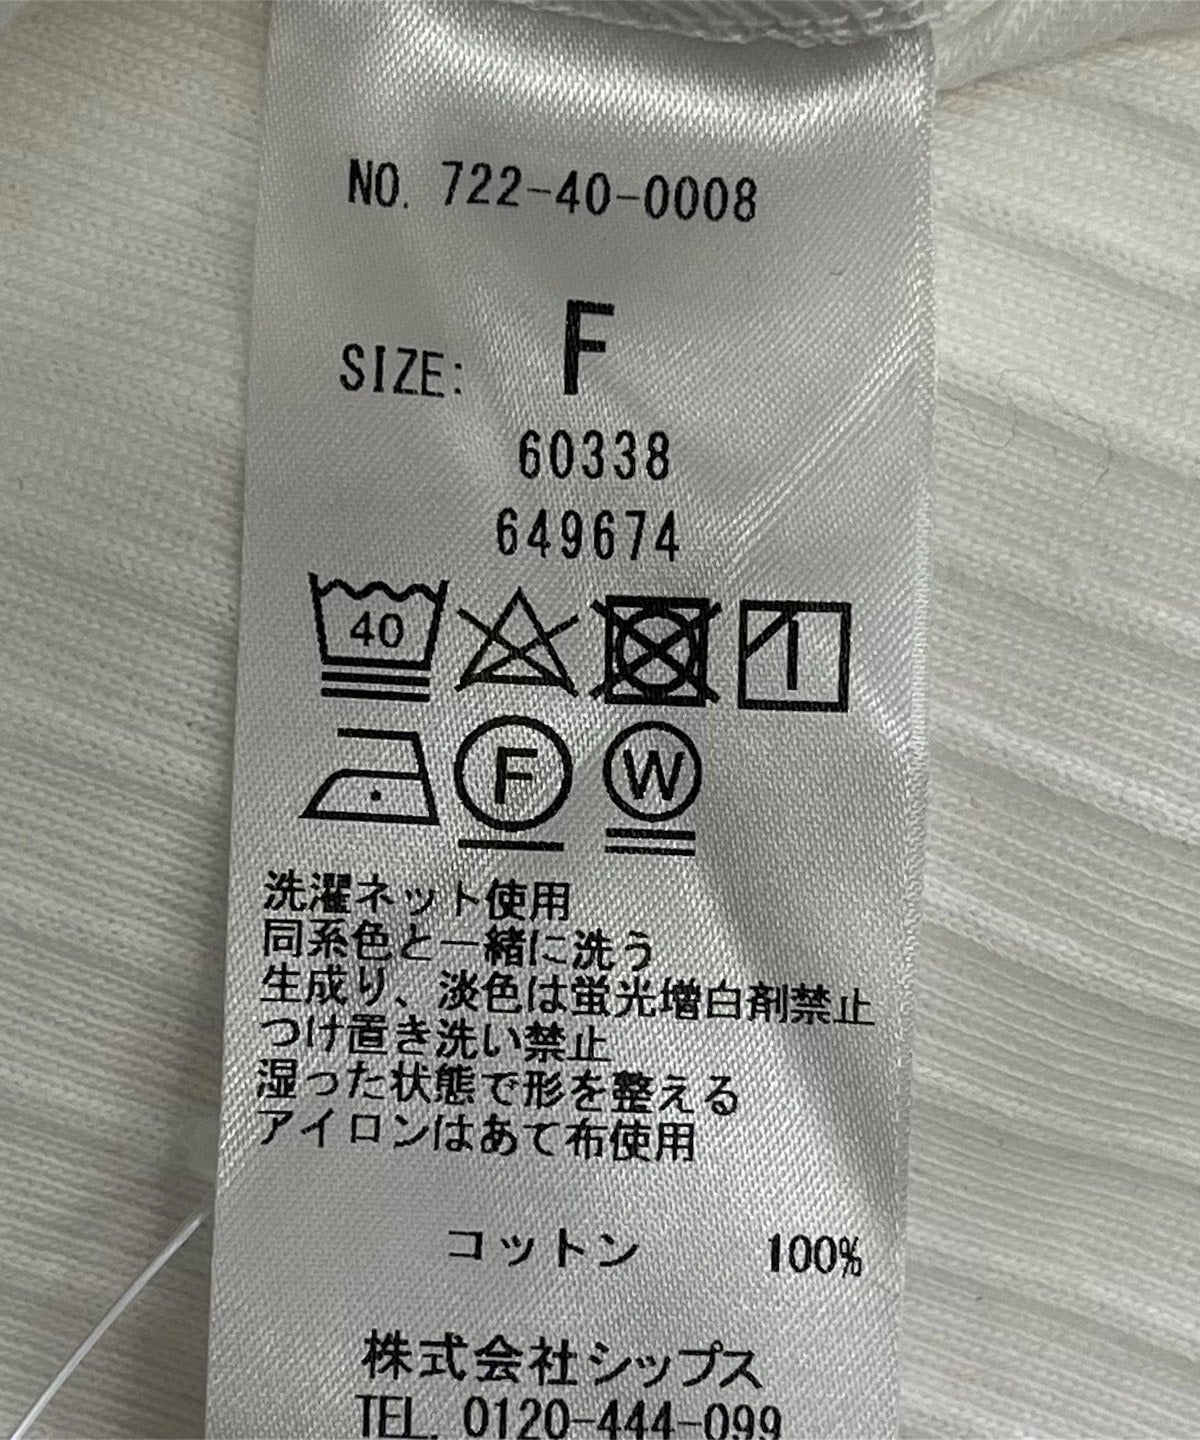 NO. 722-40-0008
SIZE: F
60338
649674
40
F W
洗濯ネット使用
同系色と一緒に洗う
生成り、淡色は蛍光増白剤禁止
つけ置き洗い禁止
湿った状態で形を整える
アイロンはあて布使用
コットン 100%
株式会社シップス
TEL. 0120-444-099